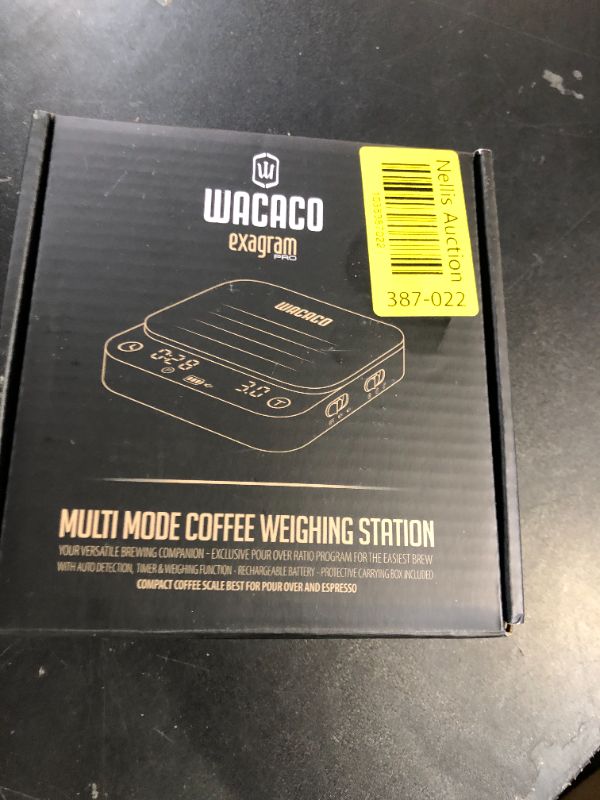 WACACO
exagram
PRO
Nellis Auction
387-022
WACACO
0:28
3.0
T
MULTI MODE COFFEE WEIGHING STATION
YOUR VERSATILE BREWING COMPANION - EXCLUSIVE POUR OVER RATIO PROGRAM FOR THE EASIEST BREW
WITH AUTO DETECTION, TIMER & WEIGHING FUNCTION - RECHARGEABLE BATTERY - PROTECTIVE CARRYING BOX INCLUDED
COMPACT COFFEE SCALE BEST FOR POUR OVER AND ESPRESSO